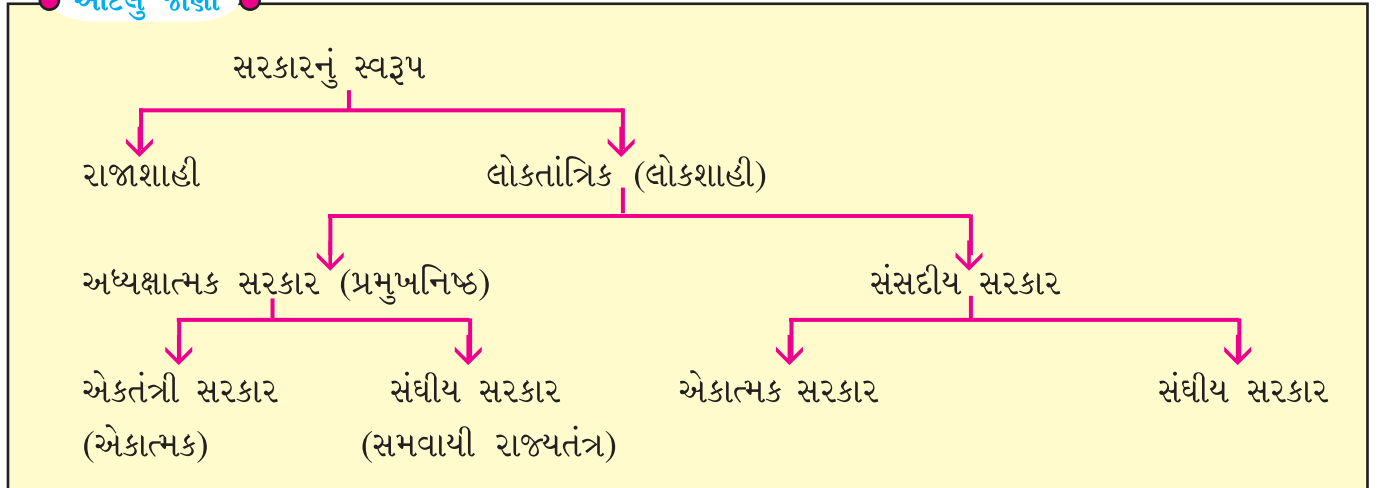 આટલું જાણો
સરકારનું સ્વરૂપ
રાજાશાહી લોકતાંત્રિક (લોકશાહી)
અધ્યક્ષાત્મક સરકાર (પ્રમુખનિષ્ઠ) સંસદીય સરકાર
એકતંત્રી સરકાર સંઘીય સરકાર એકાત્મક સરકાર સંઘીય સરકાર
(એકાત્મક) (સમવાયી રાજ્યતંત્ર)